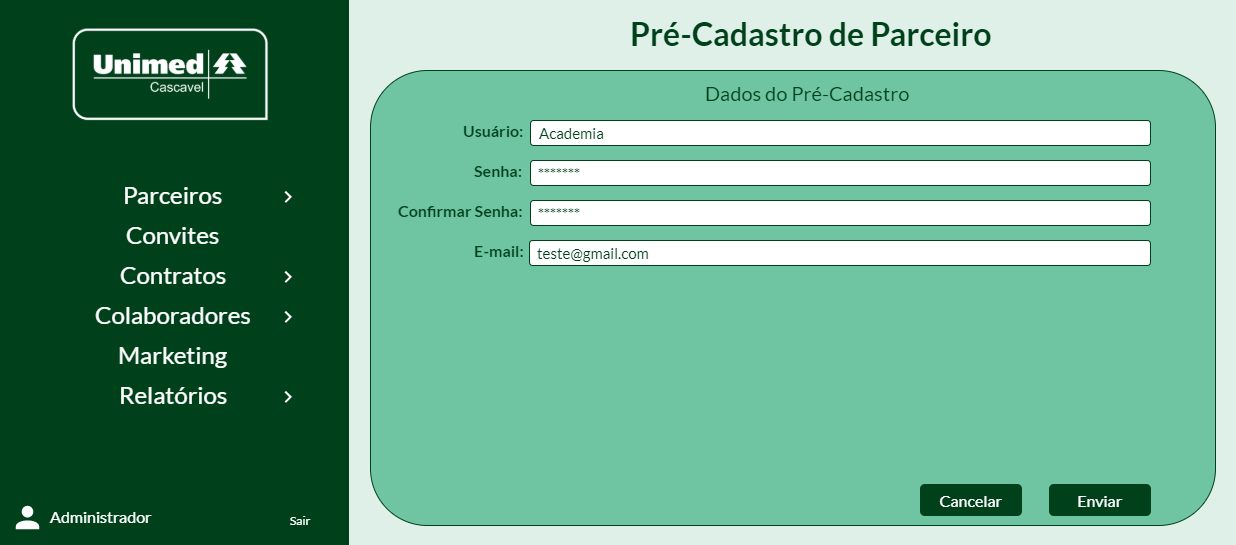 Unimed
Cascavel
Parceiros
Convites
Contratos
Colaboradores
Marketing
Relatórios
Administrador
Sair
Pré-Cadastro de Parceiro
Dados do Pré-Cadastro
Usuário: Academia
Senha: *******
Confirmar Senha: *******
E-mail: teste@gmail.com
Cancelar Enviar